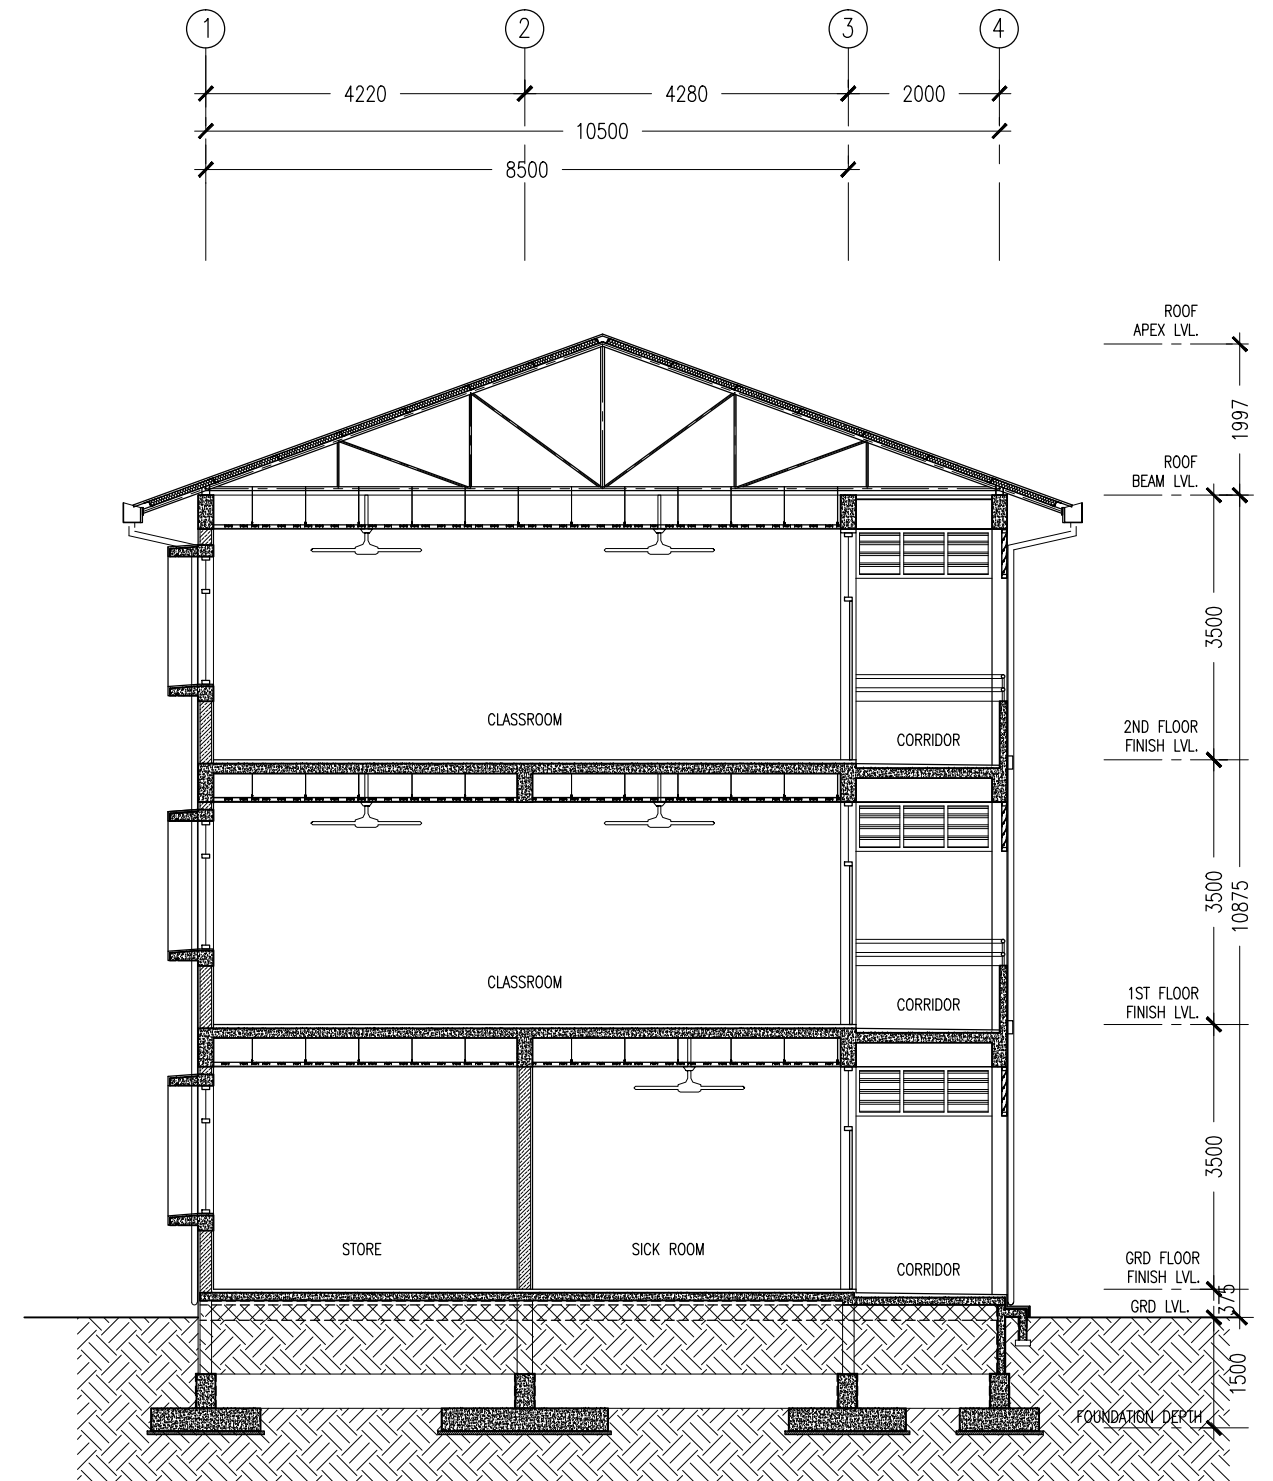 1 2 3 4
4220 4280 2000
10500
8500
ROOF
APEX LVL.
1997
ROOF
BEAM LVL.
3500
CLASSROOM
2ND FLOOR
FINISH LVL.
CORRIDOR
3500
10875
CLASSROOM
1ST FLOOR
FINISH LVL.
CORRIDOR
3500
STORE
SICK ROOM
CORRIDOR
GRD FLOOR
FINISH LVL.
375
GRD LVL.
1500
FOUNDATION DEPTH